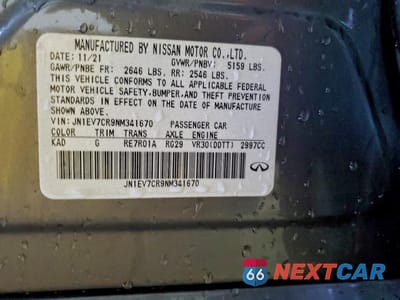 MANUFACTURED BY NISSAN MOTOR CO.,LTD.
DATE: 11/21 GVWR/PNBV: 5159 LBS.
GAWR/PNBE FR: 2646 LBS. RR: 2546 LBS.
THIS VEHICLE CONFORMS TO ALL APPLICABLE FEDERAL
MOTOR VEHICLE SAFETY,BUMPER,AND THEFT PREVENTION
STANDARDS IN EFFECT ON THE DATE OF MANUFACTURE
SHOWN ABOVE.
VIN: JN1EV7CR9NM341670 PASSENGER CAR
COLOR TRIM TRANS AXLE ENGINE
KAD G RE7R01A RG29 VR30(DDTT) 2997CC
JN1EV7CR9NM341670
66 NEXTCAR